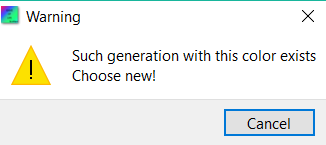 Warning
Such generation with this color exists
Choose new!
Cancel